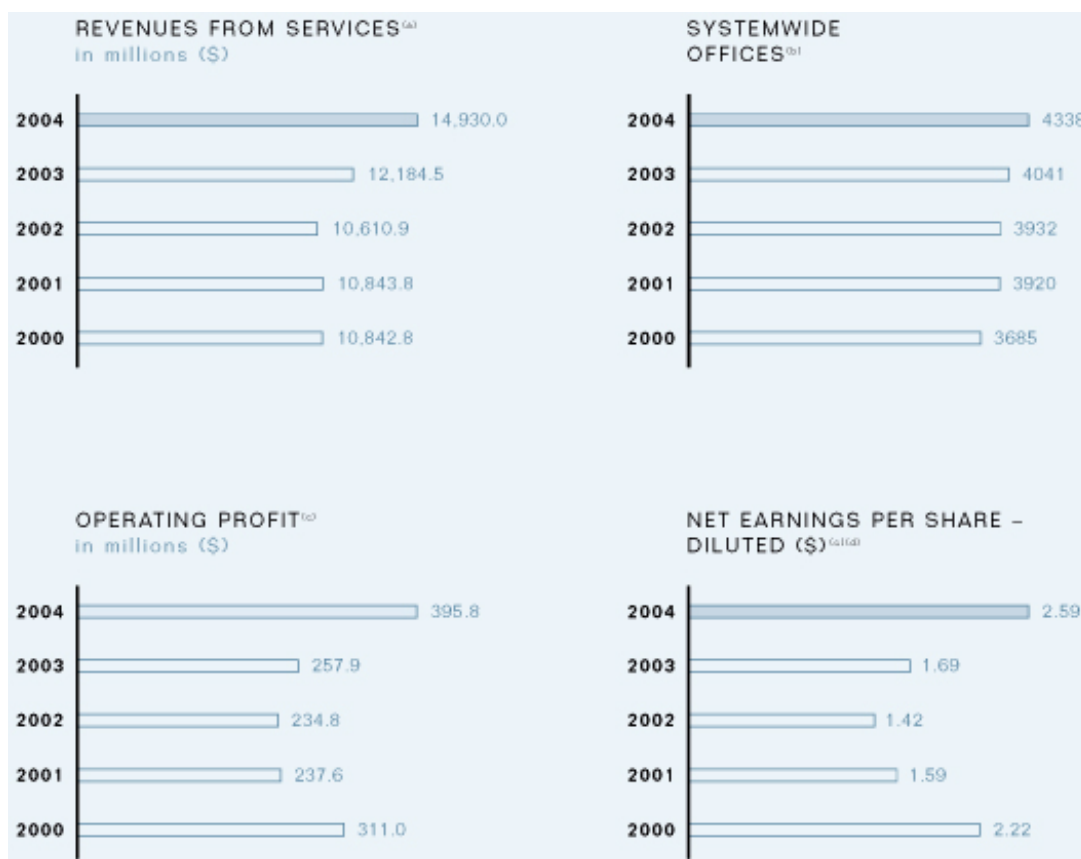 REVENUES FROM SERVICES(a)
in millions ($)
2004 14,930.0
2003 12,184.5
2002 10,610.9
2001 10,843.8
2000 10,842.8
SYSTEMWIDE
OFFICES(b)
2004 4338
2003 4041
2002 3932
2001 3920
2000 3685
OPERATING PROFIT(c)
in millions ($)
2004 395.8
2003 257.9
2002 234.8
2001 237.6
2000 311.0
NET EARNINGS PER SHARE –
DILUTED ($)(c)(d)
2004 2.59
2003 1.69
2002 1.42
2001 1.59
2000 2.22